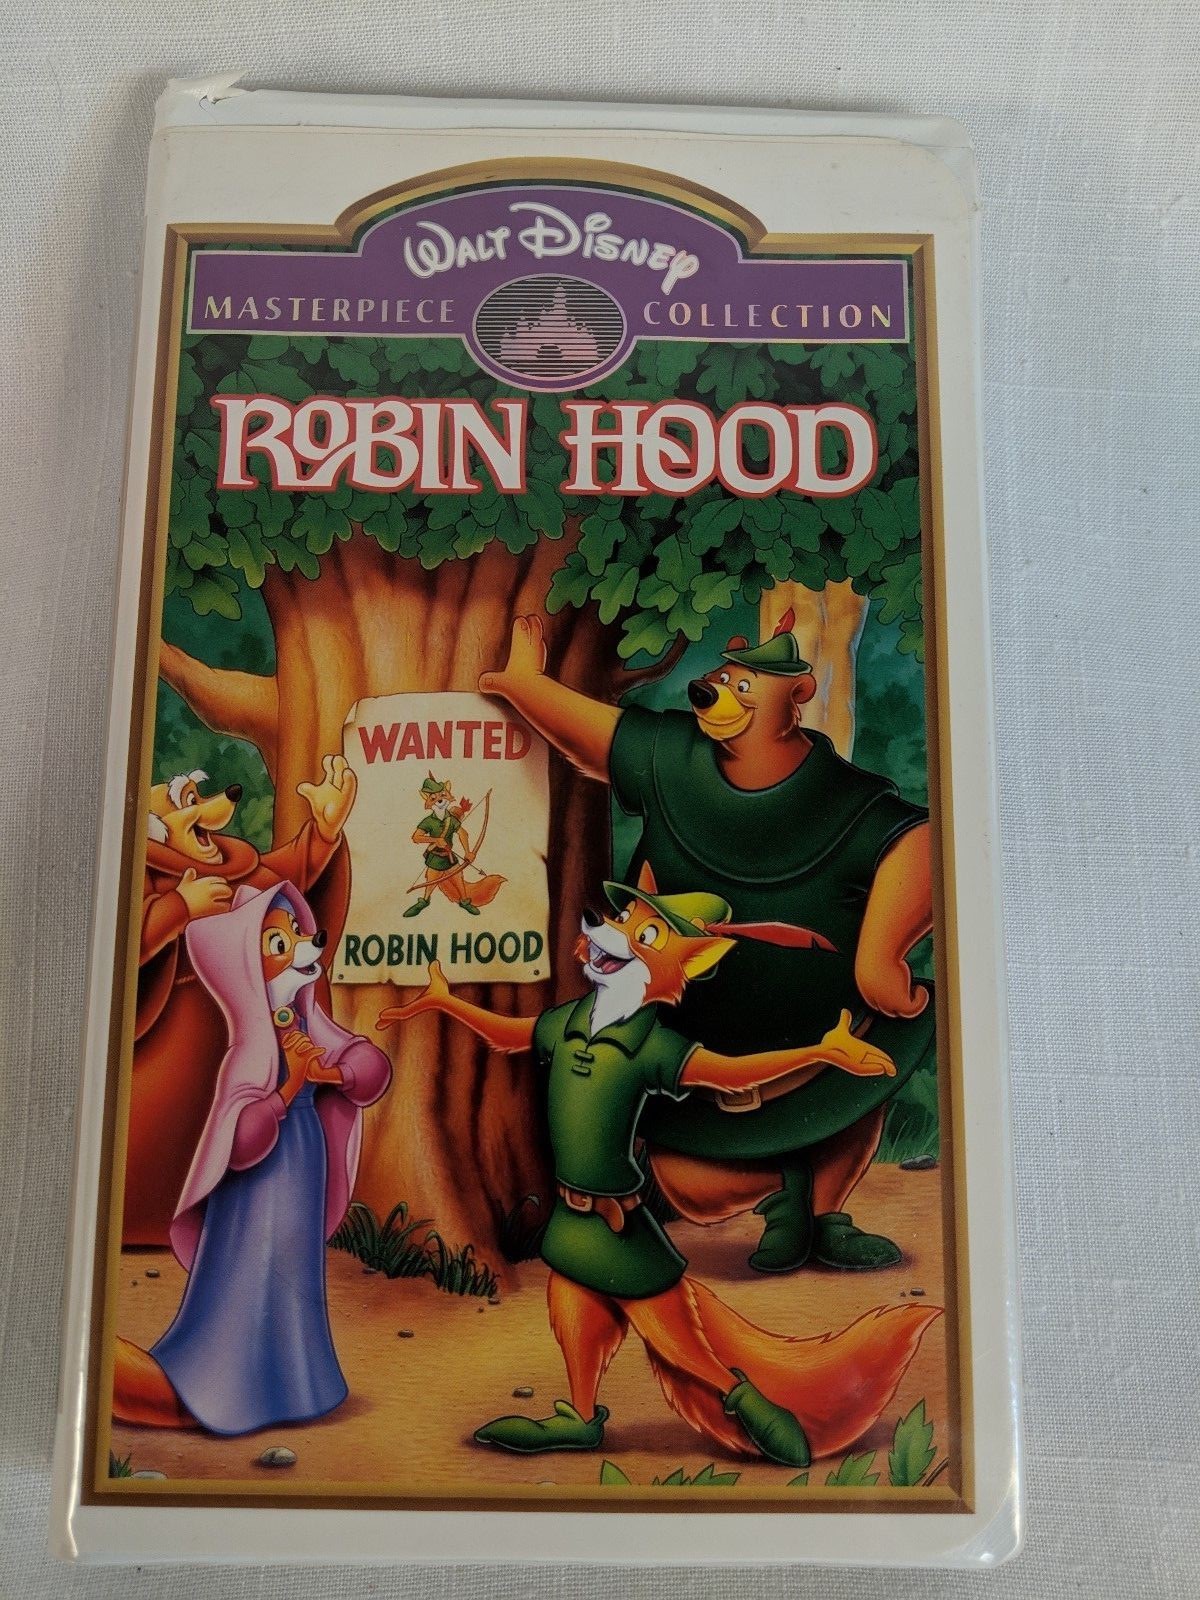 WALT DISNEY
MASTERPIECE COLLECTION
ROBIN HOOD
WANTED
ROBIN HOOD